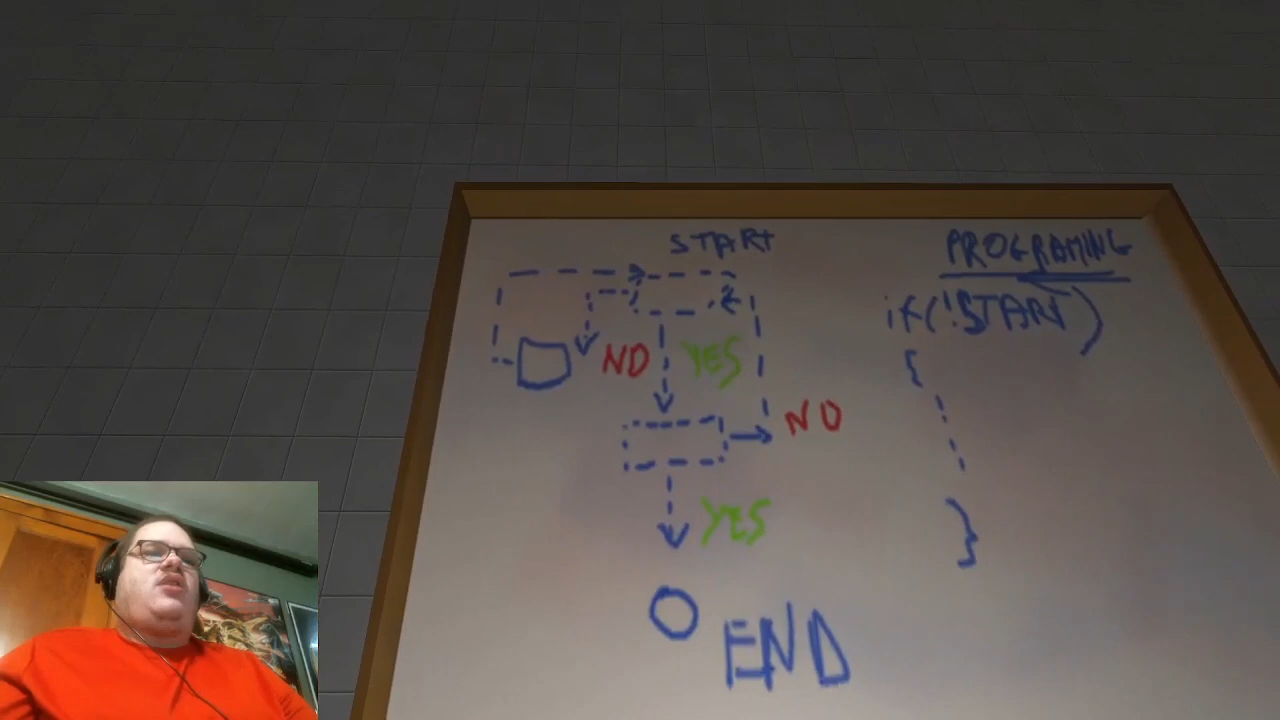 START
NO YES
NO
YES
END
PROGRAMING
if(!START)
{
}